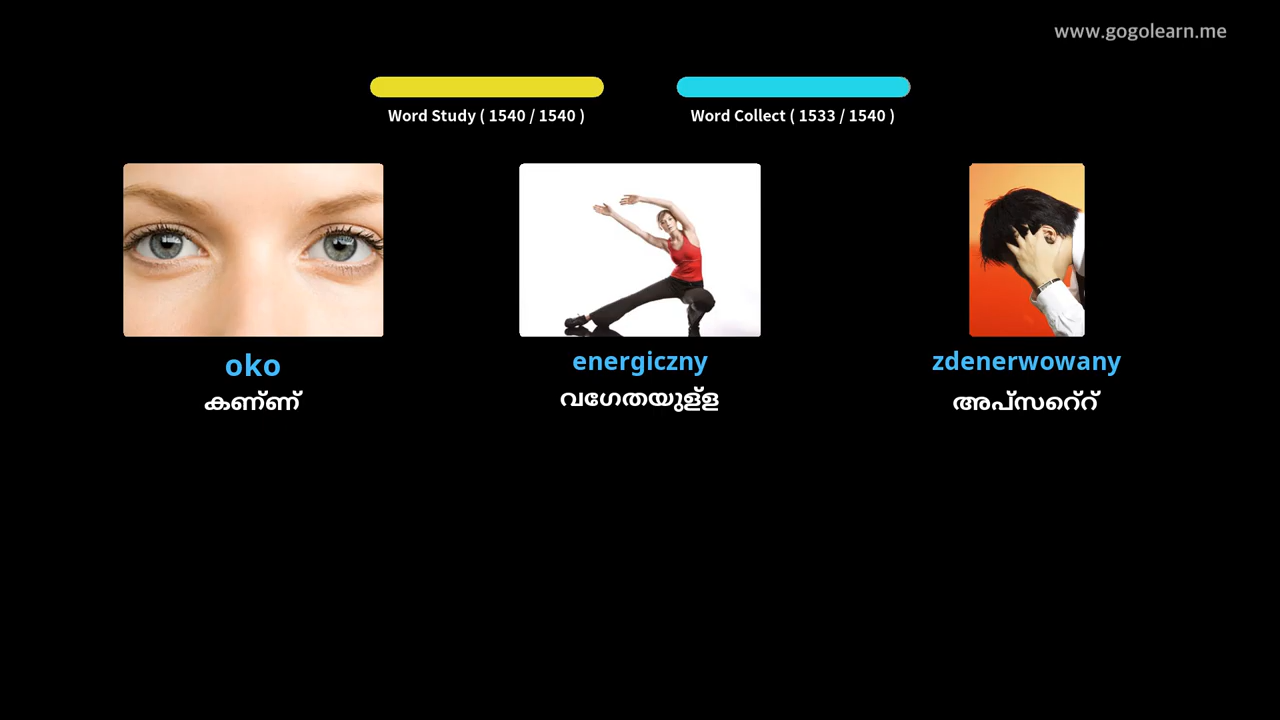 www.gogolearn.me
Word Study ( 1540 / 1540 )
Word Collect ( 1533 / 1540 )
oko
energiczny
zdenerwowany
കണ്ണ്
വഗേതയുള്ള
അപ്സറ്റെ്